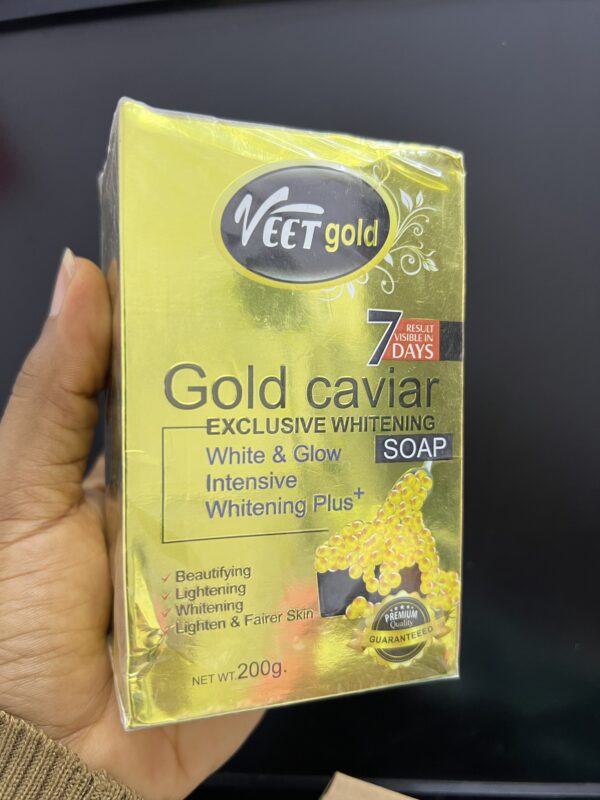 VEET gold
7 RESULT
VISIBLE IN
DAYS
Gold caviar
EXCLUSIVE WHITENING
SOAP
White & Glow
Intensive
Whitening Plus+
✓ Beautifying
✓ Lightening
✓ Whitening
✓ Lighten & Fairer Skin
PREMIUM
Quality
GUARANTEEED
NET WT.200g.